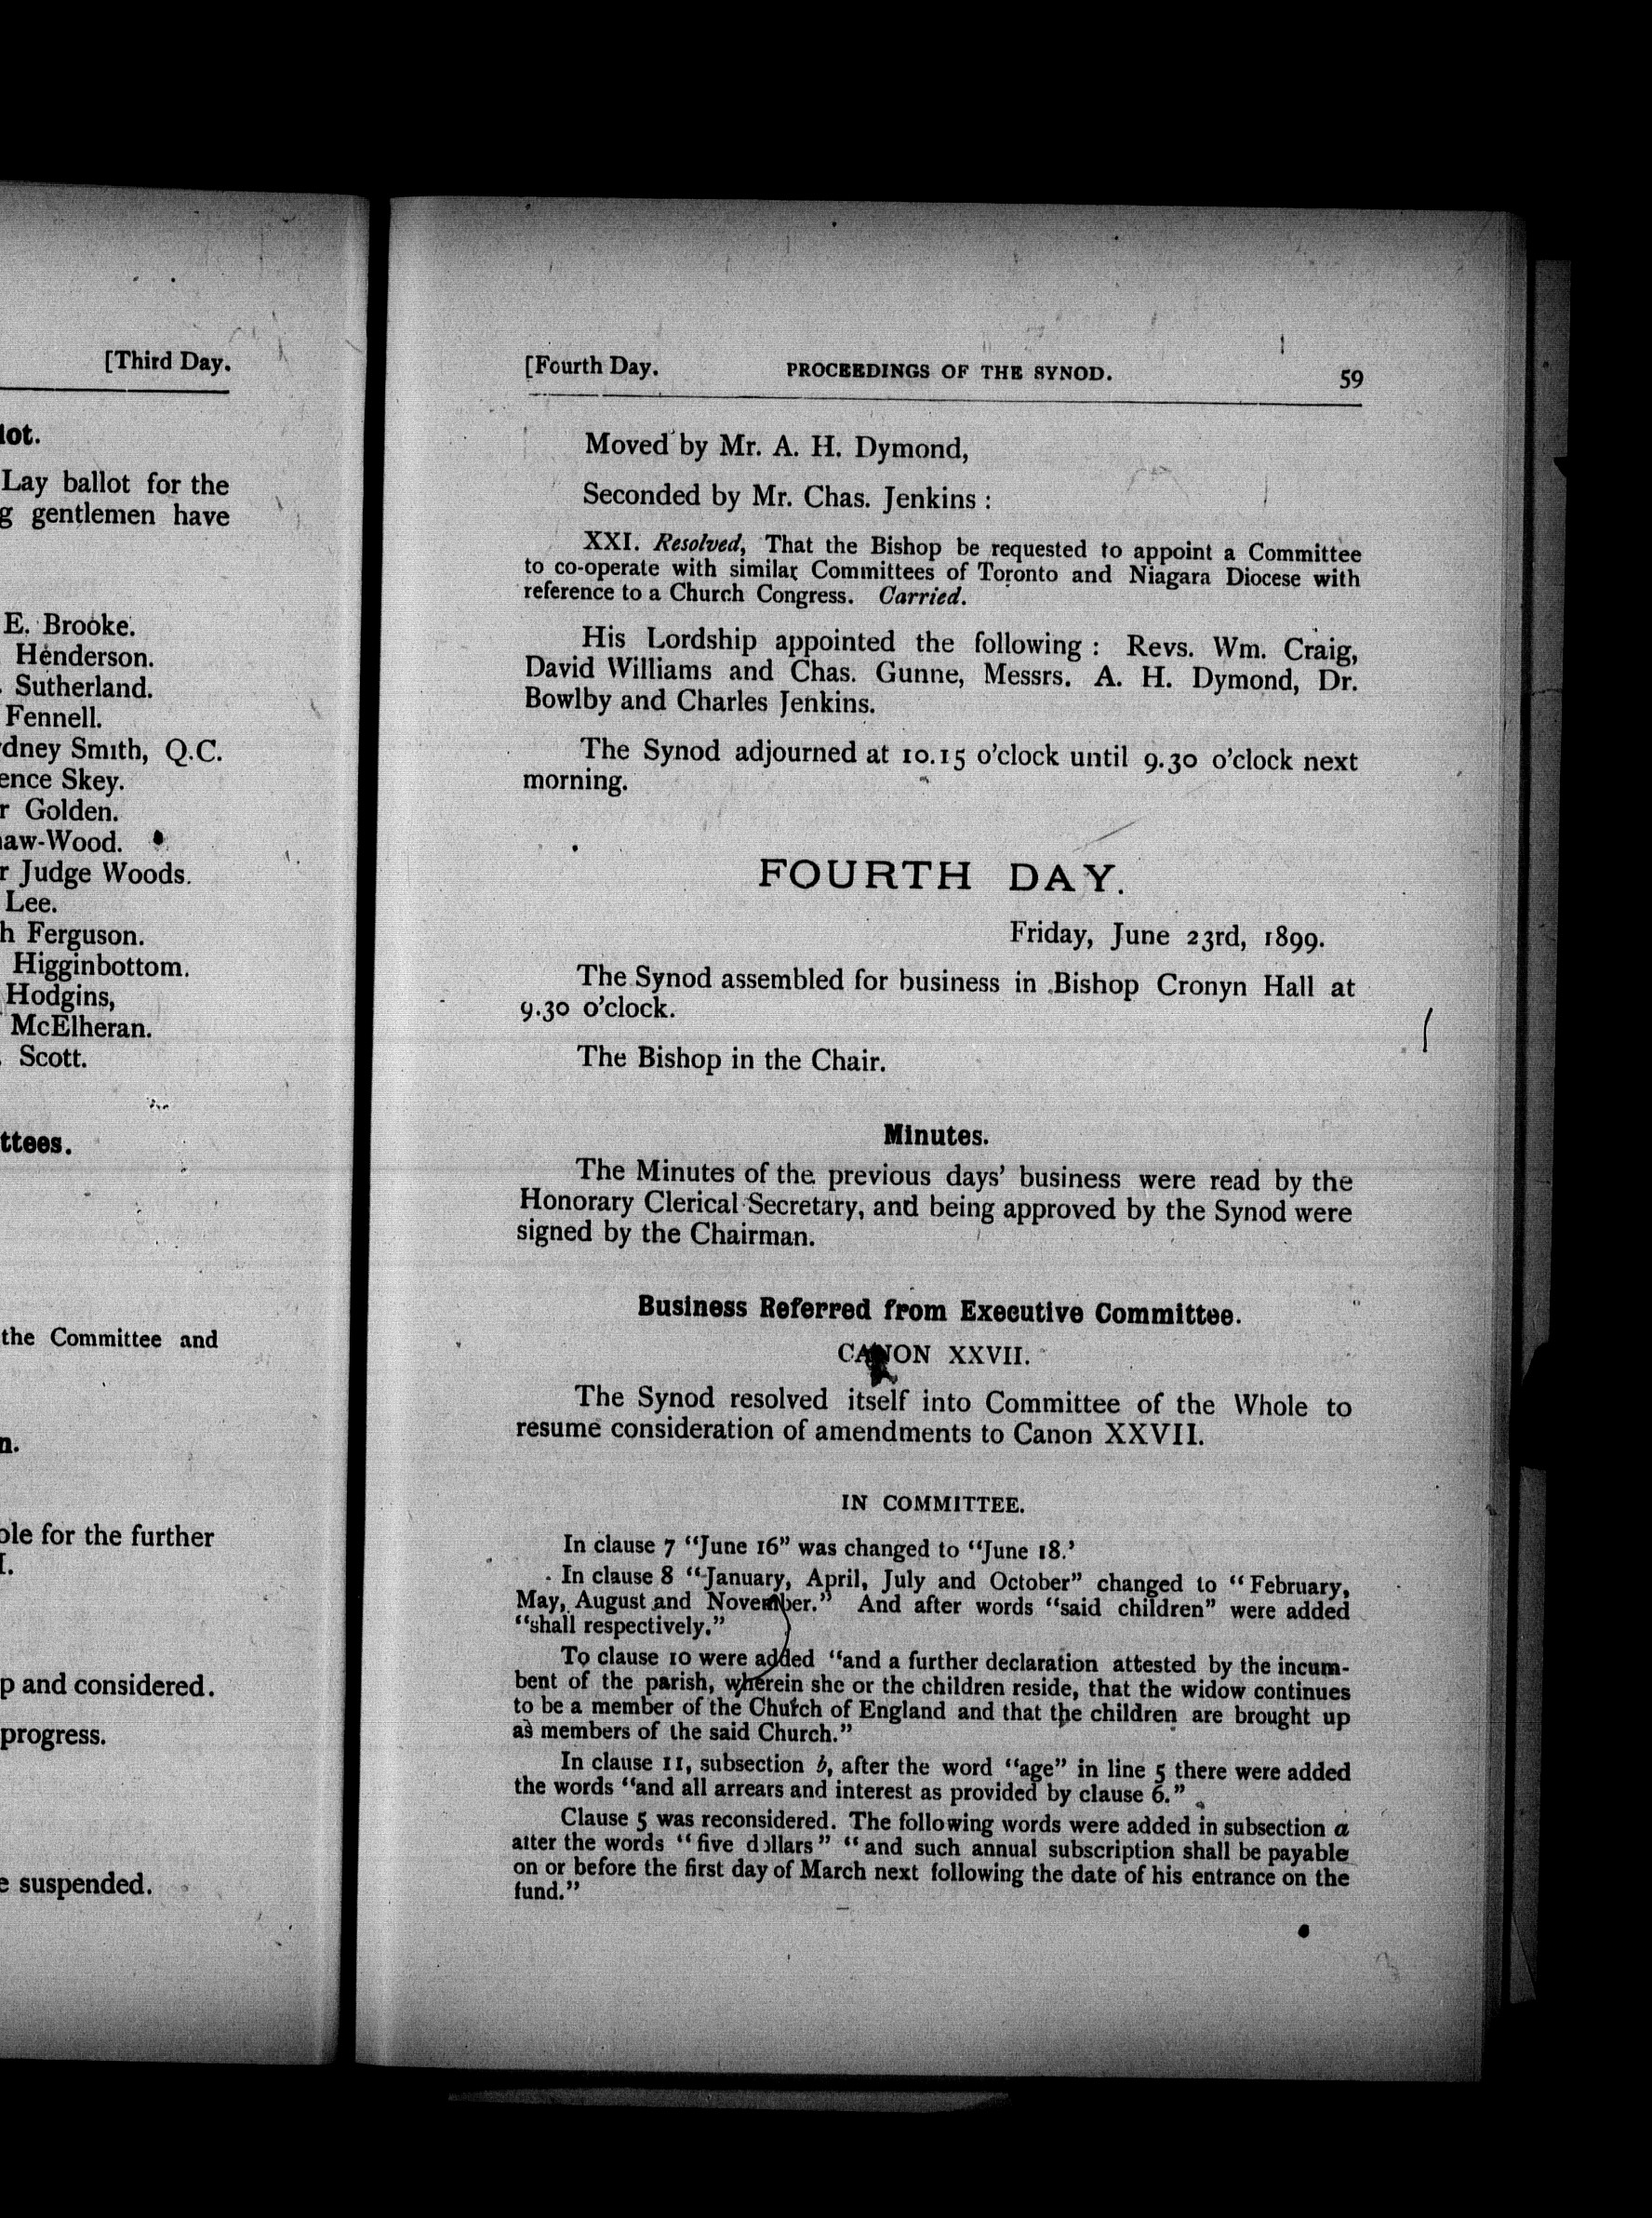 [Third Day.
lot.
Lay ballot for the
g gentlemen have
E. Brooke.
Henderson.
Sutherland.
Fennell.
dney Smith, Q.C.
ence Skey.
r Golden.
aw-Wood.
r Judge Woods.
Lee.
h Ferguson.
Higginbottom.
Hodgins,
McElheran.
Scott.
ttees.
the Committee and
n.
ole for the further
I.
p and considered.
progress.
e suspended.
[Fourth Day. PROCEEDINGS OF THE SYNOD. 59
Moved by Mr. A. H. Dymond,
Seconded by Mr. Chas. Jenkins :
XXI. Resolved, That the Bishop be requested to appoint a Committee
to co-operate with similar Committees of Toronto and Niagara Diocese with
reference to a Church Congress. Carried.
His Lordship appointed the following : Revs. Wm. Craig,
David Williams and Chas. Gunne, Messrs. A. H. Dymond, Dr.
Bowlby and Charles Jenkins.
The Synod adjourned at 10.15 o'clock until 9.30 o'clock next
morning.
FOURTH DAY.
Friday, June 23rd, 1899.
The Synod assembled for business in Bishop Cronyn Hall at
9.30 o'clock.
The Bishop in the Chair.
Minutes.
The Minutes of the previous days' business were read by the
Honorary Clerical Secretary, and being approved by the Synod were
signed by the Chairman.
Business Referred from Executive Committee.
CANON XXVII.
The Synod resolved itself into Committee of the Whole to
resume consideration of amendments to Canon XXVII.
IN COMMITTEE.
In clause 7 "June 16" was changed to "June 18.'
In clause 8 "January, April, July and October" changed to "February,
May, August and November." And after words "said children" were added
"shall respectively."
To clause 10 were added "and a further declaration attested by the incum-
bent of the parish, wherein she or the children reside, that the widow continues
to be a member of the Church of England and that the children are brought up
as members of the said Church."
In clause 11, subsection b, after the word "age" in line 5 there were added
the words "and all arrears and interest as provided by clause 6."
Clause 5 was reconsidered. The following words were added in subsection a
atter the words "five dollars" "and such annual subscription shall be payable
on or before the first day of March next following the date of his entrance on the
fund."